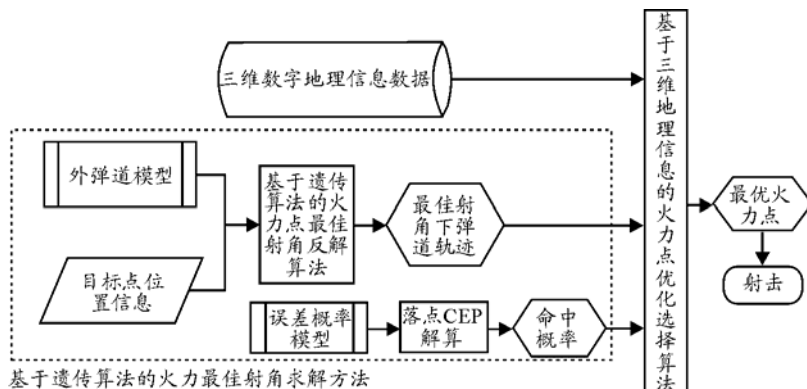 三维数字地理信息数据
外弹道模型
基于遗传
算法的火
力点最佳
射角反解
算法
最佳射
角下弹
道轨迹
目标点位
置信息
误差概率
模型
落点CEP
解算
命中
概率
基于三维地理信息的火力点优化选择算法
最优火
力点
射击
基于遗传算法的火力最佳射角求解方法